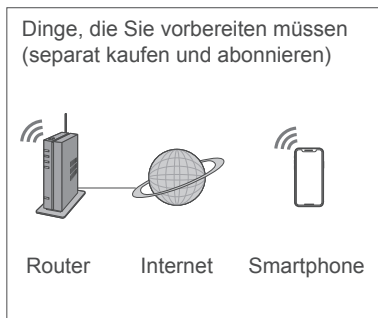 Dinge, die Sie vorbereiten müssen
(separat kaufen und abonnieren)
Router Internet Smartphone